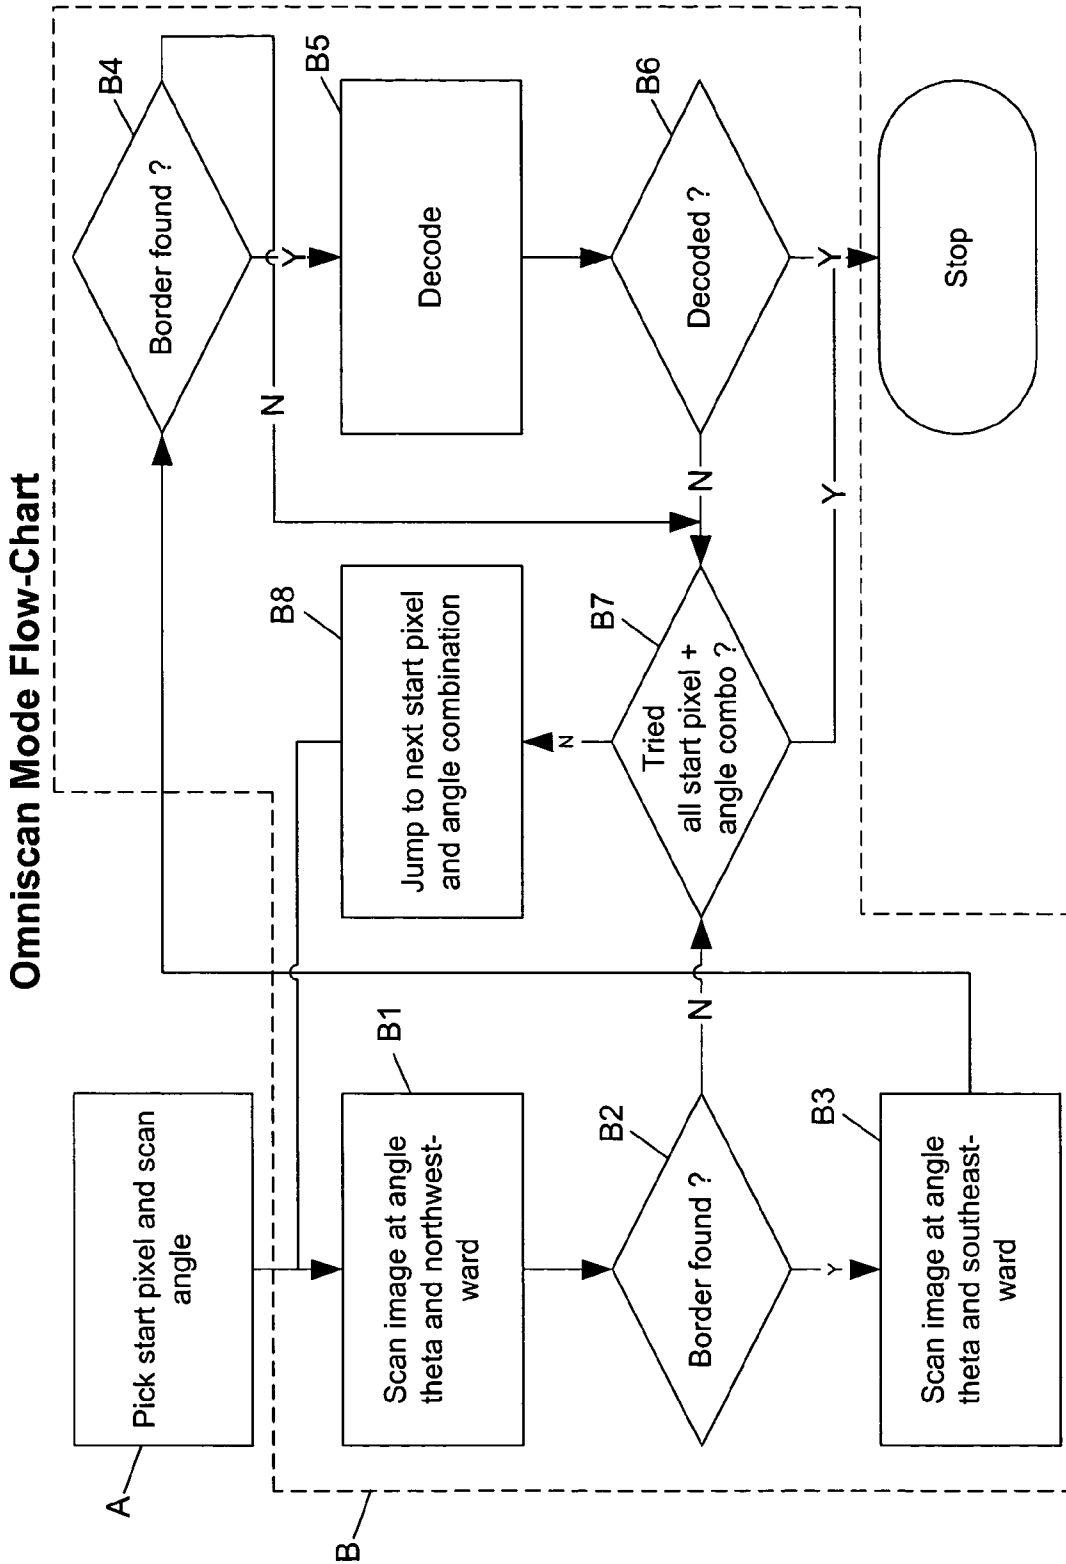 Omniscan Mode Flow-Chart
A
Pick start pixel and scan
angle
B
B1
Scan image at angle
theta and northwest-
ward
B2
Border found ?
N
Y
B3
Scan image at angle
theta and southeast-
ward
B4
Border found ?
N
Y
B5
Decode
B6
Decoded ?
N
Y
B7
Tried
all start pixel +
angle combo ?
N
Y
B8
Jump to next start pixel
and angle combination
Stop